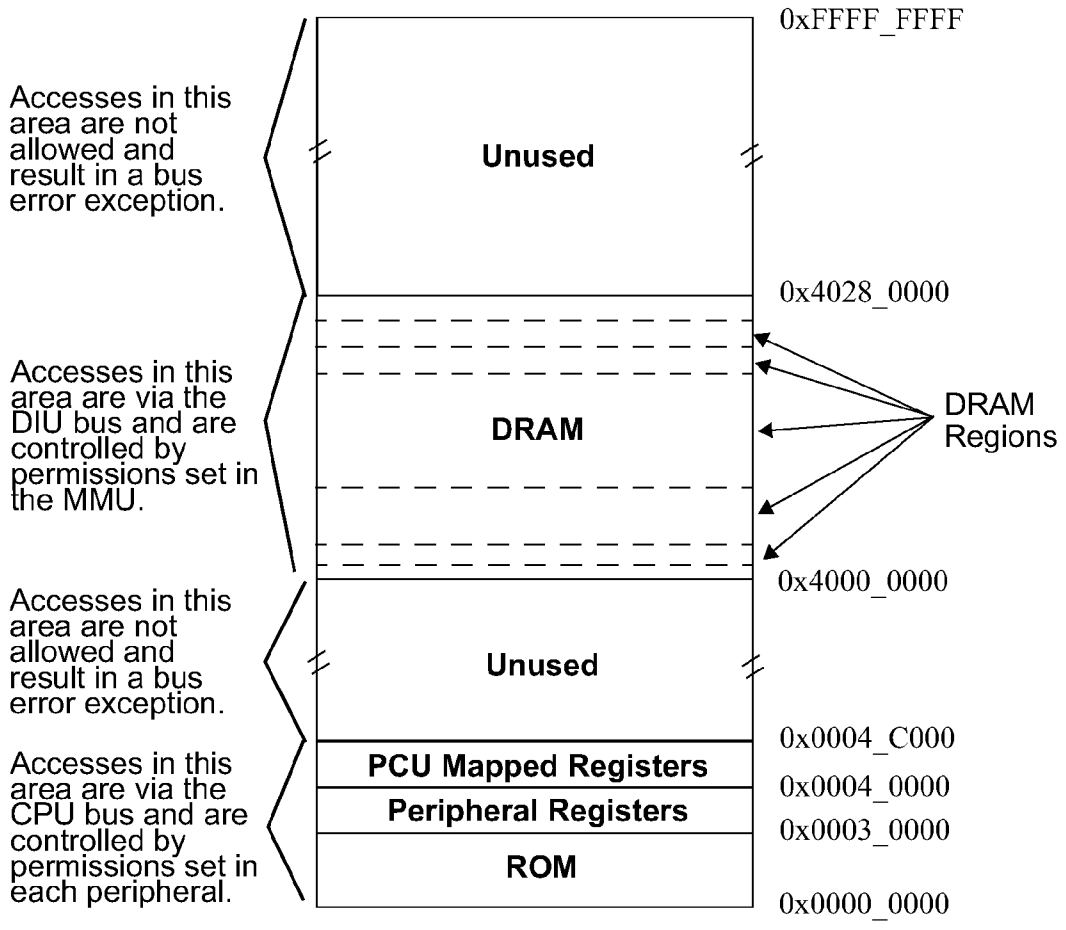 0xFFFF_FFFF
Accesses in this
area are not
allowed and
result in a bus
error exception.
Unused
0x4028_0000
Accesses in this
area are via the
DIU bus and are
controlled by
permissions set in
the MMU.
DRAM
DRAM
Regions
0x4000_0000
Accesses in this
area are not
allowed and
result in a bus
error exception.
Unused
0x0004_C000
PCU Mapped Registers
0x0004_0000
Peripheral Registers
0x0003_0000
Accesses in this
area are via the
CPU bus and are
controlled by
permissions set in
each peripheral.
ROM
0x0000_0000